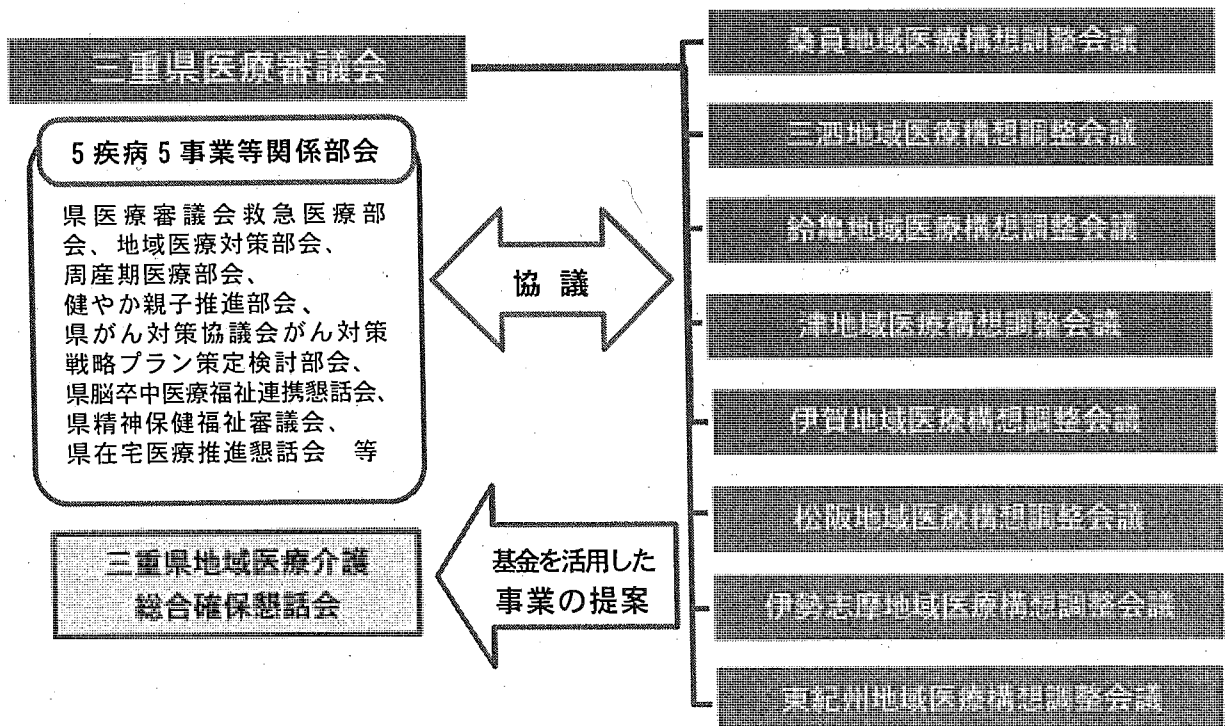 三重県医療審議会
5疾病5事業等関係部会
県医療審議会救急医療部
会、地域医療対策部会、
周産期医療部会、
健やか親子推進部会、
県がん対策協議会がん対策
戦略プラン策定検討部会、
県脳卒中医療福祉連携懇話会、
県精神保健福祉審議会、
県在宅医療推進懇話会 等
三重県地域医療介護
総合確保懇話会
協議
基金を活用した
事業の提案
桑員地域医療構想調整会議
三泗地域医療構想調整会議
鈴亀地域医療構想調整会議
津地域医療構想調整会議
伊賀地域医療構想調整会議
松阪地域医療構想調整会議
伊勢志摩地域医療構想調整会議
東紀州地域医療構想調整会議